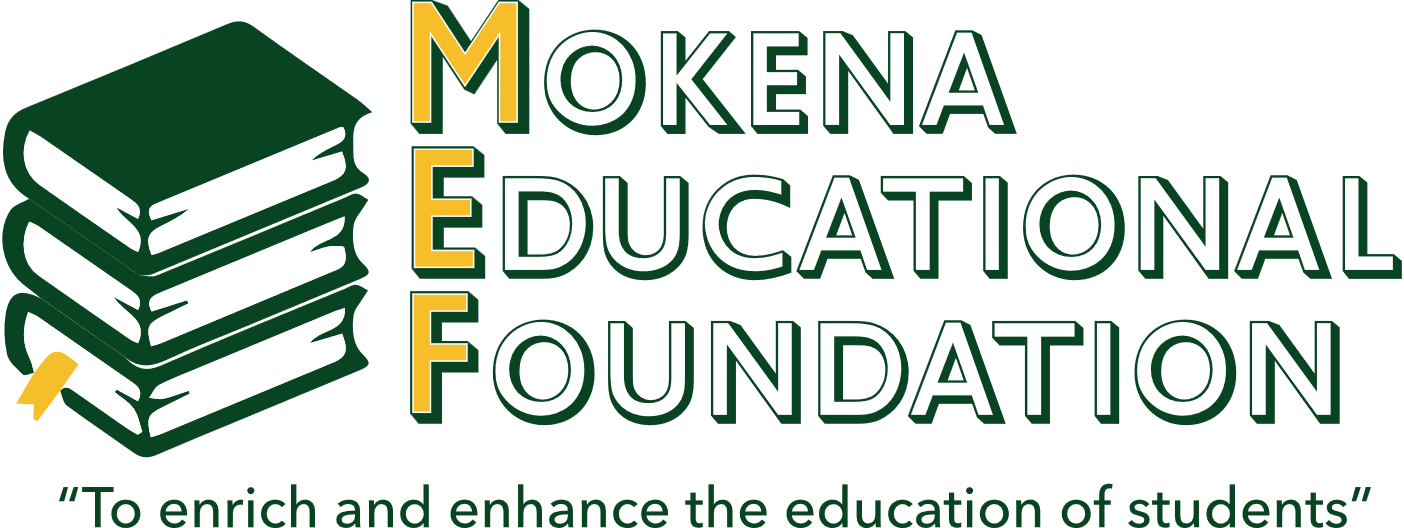 MOKENA
EDUCATIONAL
FOUNDATION
“To enrich and enhance the education of students”